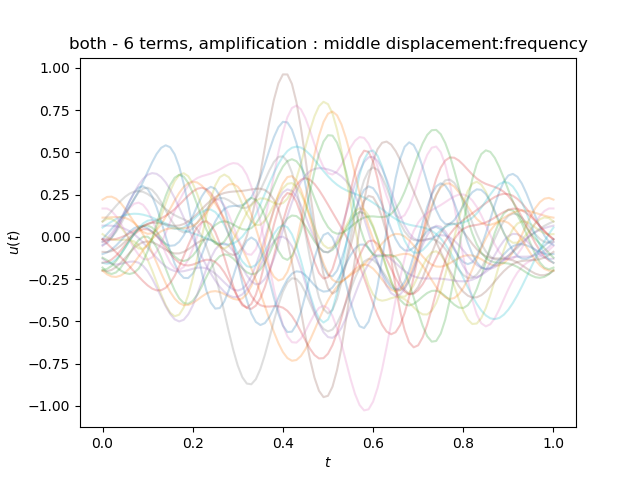 both - 6 terms, amplification : middle displacement:frequency
1.00
0.75
0.50
0.25
0.00
−0.25
−0.50
−0.75
−1.00
u(t)
0.0 0.2 0.4 0.6 0.8 1.0
t